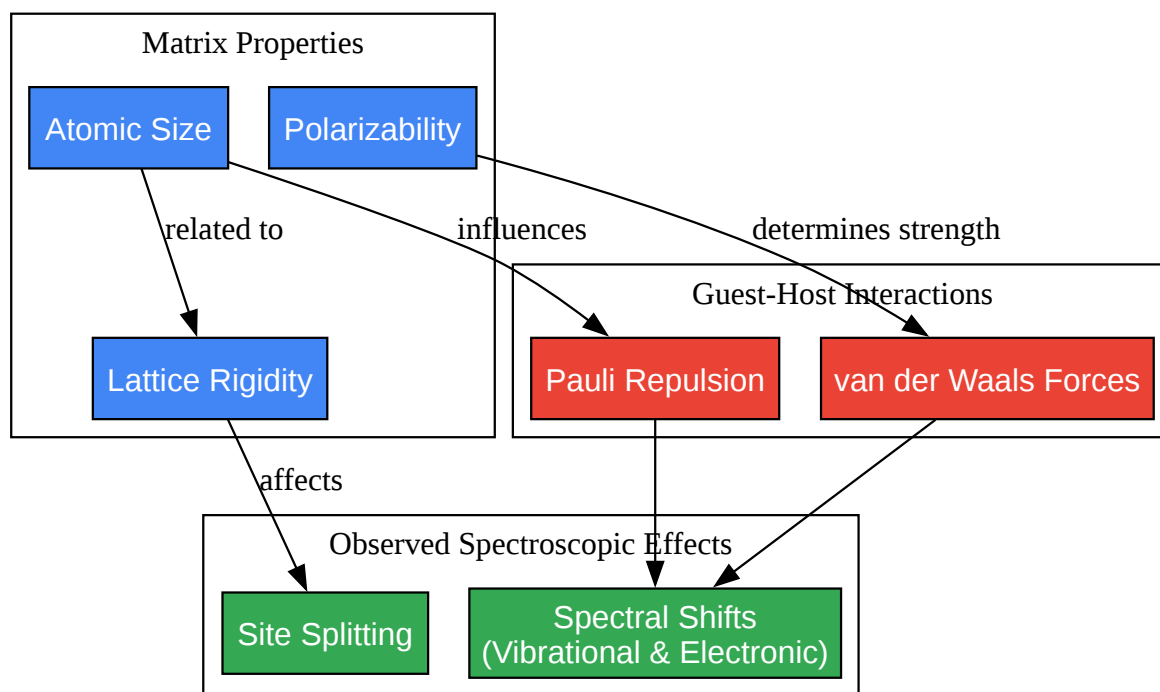 Matrix Properties
Atomic Size
Polarizability
related to
influences
determines strength
Guest-Host Interactions
Lattice Rigidity
Pauli Repulsion
van der Waals Forces
affects
Observed Spectroscopic Effects
Site Splitting
Spectral Shifts
(Vibrational & Electronic)